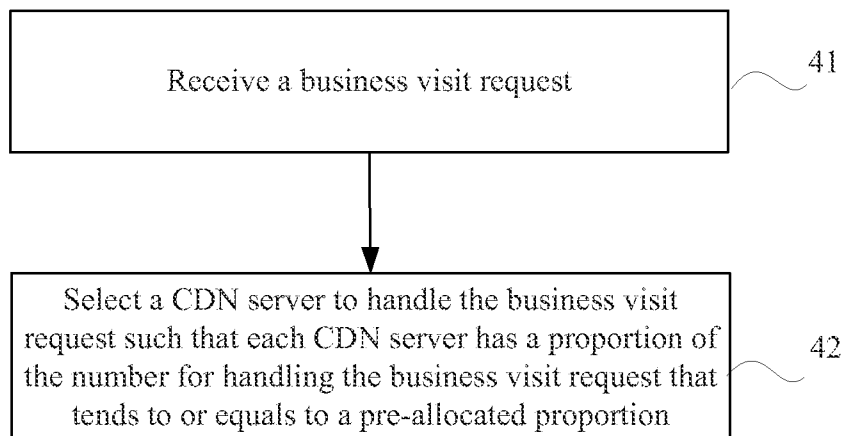 Receive a business visit request
41
Select a CDN server to handle the business visit
request such that each CDN server has a proportion of
the number for handling the business visit request that
tends to or equals to a pre-allocated proportion
42